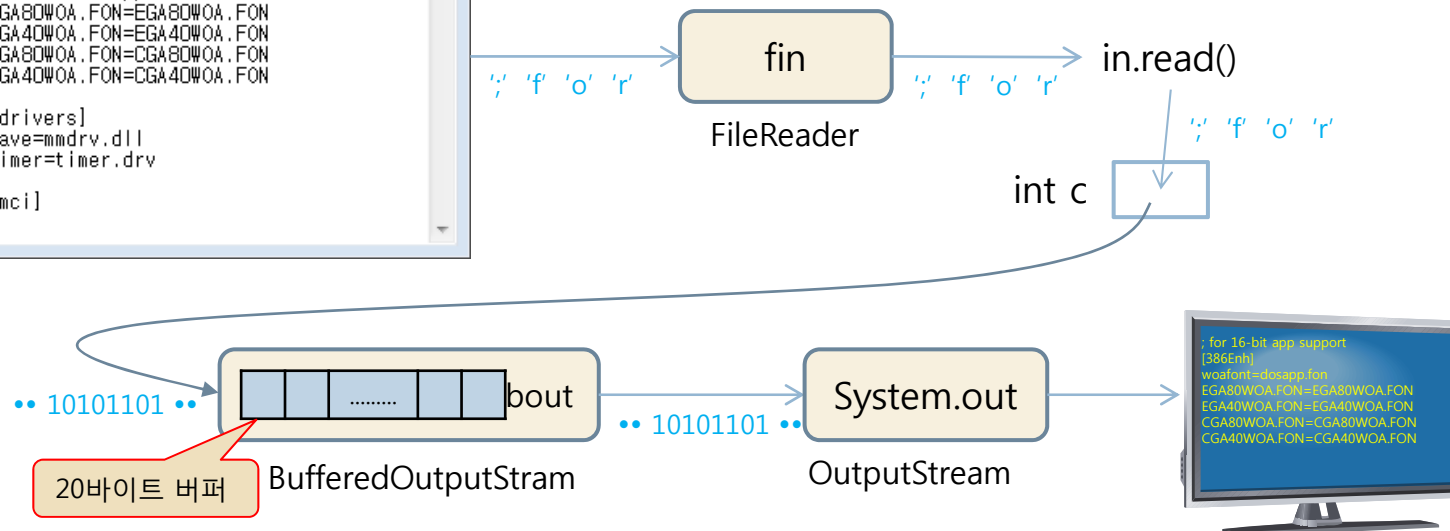 GA80WOA.FON=EGA80WOA.FON
GA40WOA.FON=EGA40WOA.FON
GA80WOA.FON=CGA80WOA.FON
GA40WOA.FON=CGA40WOA.FON
drivers]
ave=mmdrv.dll
imer=timer.drv
mci]
‘;’ ‘f’ ‘o’ ‘r’
fin
FileReader
‘;’ ‘f’ ‘o’ ‘r’
in.read()
‘;’ ‘f’ ‘o’ ‘r’
int c
•• 10101101 ••
.........
bout
20바이트 버퍼
BufferedOutputStram
•• 10101101 ••
System.out
OutputStream
; for 16-bit app support
[386Enh]
woafont=dosapp.fon
EGA80WOA.FON=EGA80WOA.FON
EGA40WOA.FON=EGA40WOA.FON
CGA80WOA.FON=CGA80WOA.FON
CGA40WOA.FON=CGA40WOA.FON